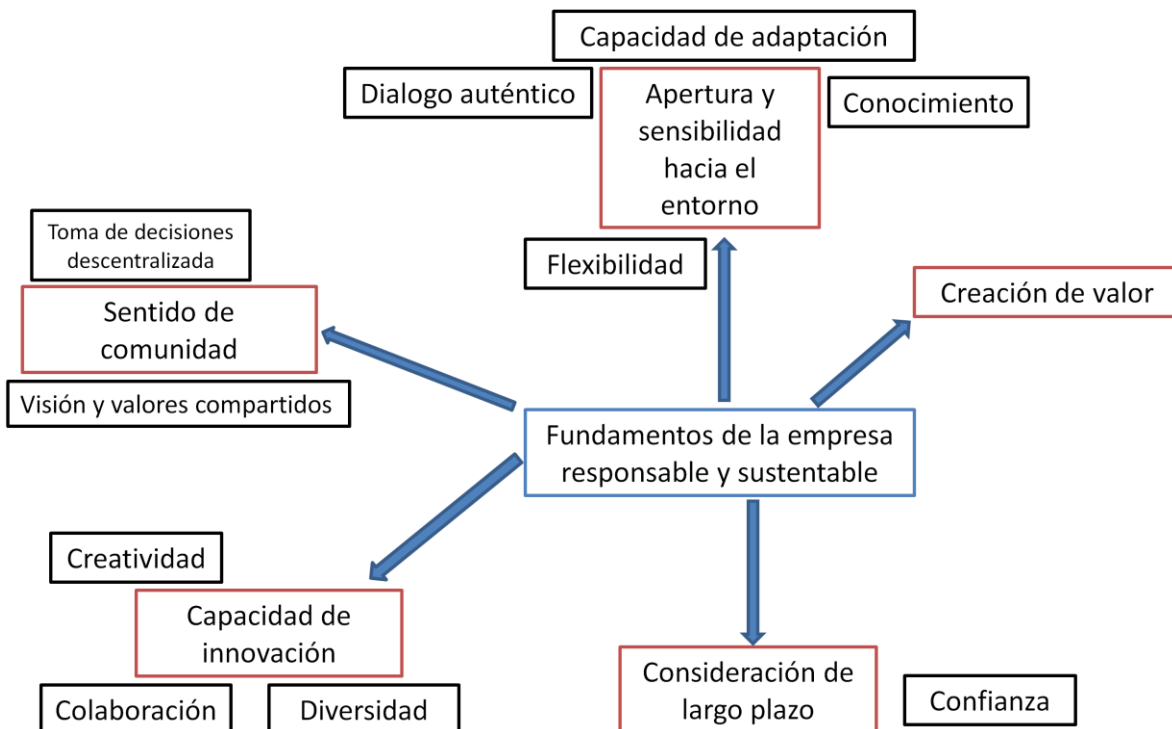 Capacidad de adaptación
Dialogo auténtico
Apertura y
sensibilidad
hacia el
entorno
Conocimiento
Flexibilidad
Toma de decisiones
descentralizada
Sentido de
comunidad
Visión y valores compartidos
Creación de valor
Fundamentos de la empresa
responsable y sustentable
Creatividad
Capacidad de
innovación
Colaboración
Diversidad
Consideración de
largo plazo
Confianza